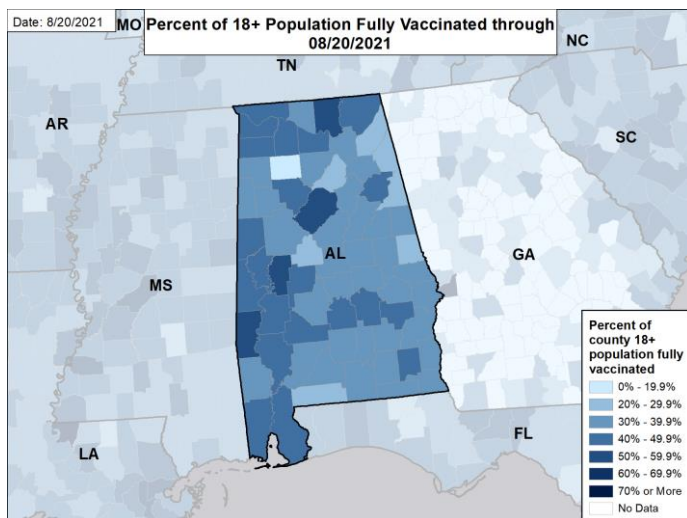 Date: 8/20/2021
Percent of 18+ Population Fully Vaccinated through
08/20/2021
MO
NC
TN
AR
SC
AL
GA
MS
LA
FL
Percent of
county 18+
population fully
vaccinated
0% - 19.9%
20% - 29.9%
30% - 39.9%
40% - 49.9%
50% - 59.9%
60% - 69.9%
70% or More
No Data